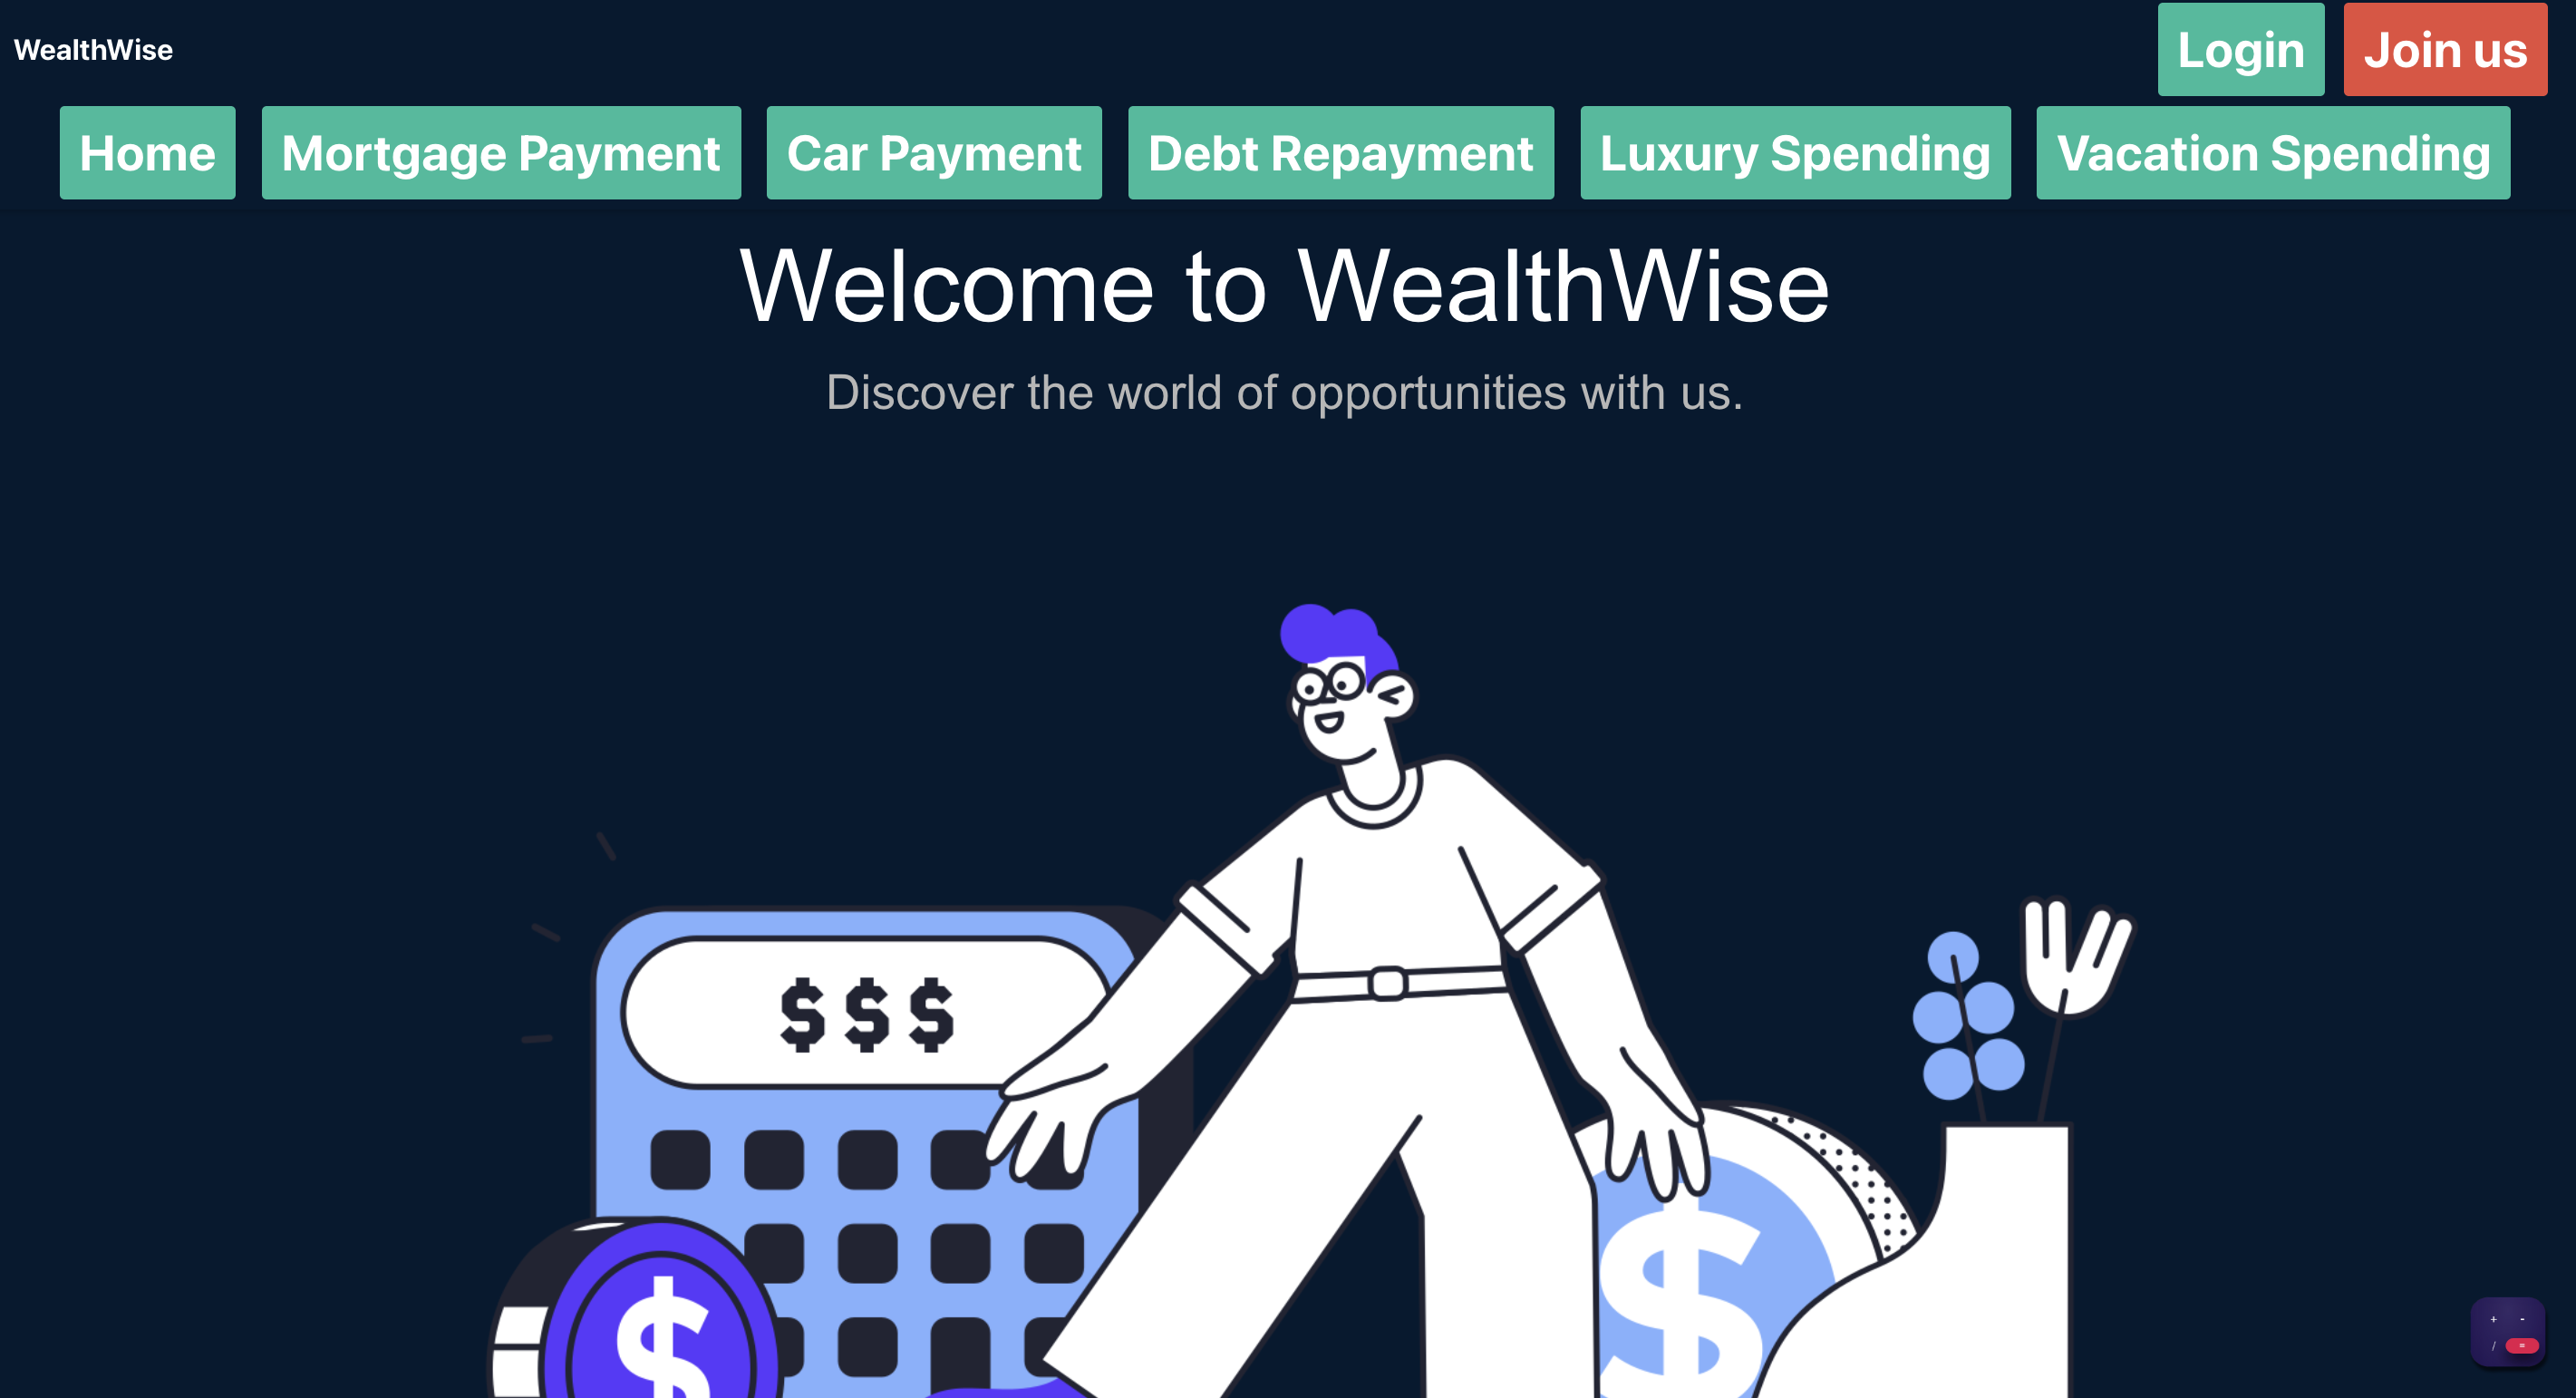 WealthWise
Login Join us
Home Mortgage Payment Car Payment Debt Repayment Luxury Spending Vacation Spending
Welcome to WealthWise
Discover the world of opportunities with us.
$ $ $
$
$
+ -
/ =